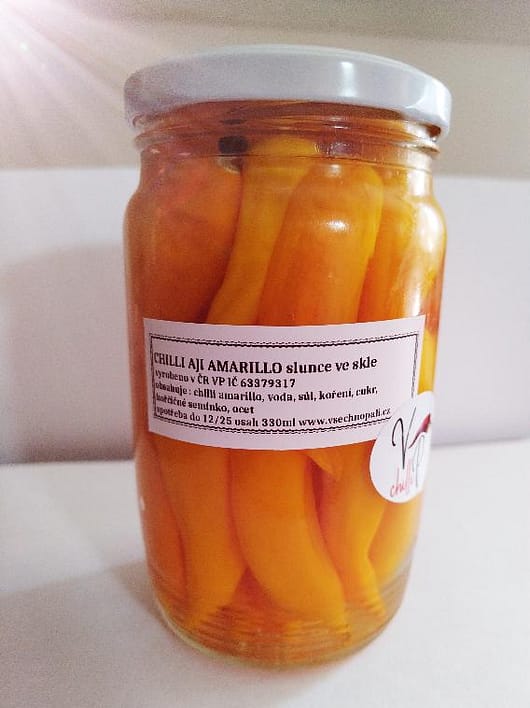 CHILLI AJI AMARILLO slunce ve skle
vyrobeno v ČR VP IČ 63379317
obsahuje: chilli amarillo, voda, sůl, koření, cukr,
hořčičné semínko, ocet
spotřeba do 12/25 osah 330ml www.vsechnopali.cz
V
chilli